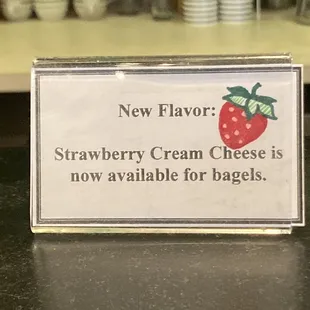 New Flavor:
Strawberry Cream Cheese is
now available for bagels.